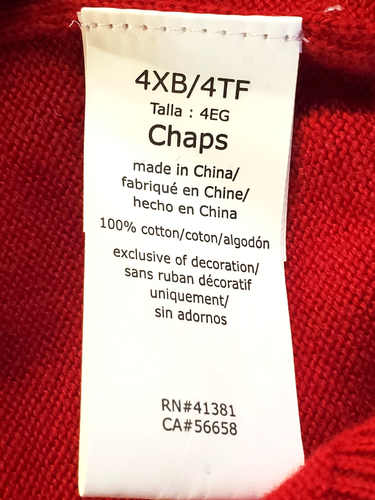 4XB/4TF
Talla : 4EG
Chaps
made in China/
fabriqué en Chine/
hecho en China
100% cotton/coton/algodón
exclusive of decoration/
sans ruban décoratif
uniquement/
sin adornos
RN#41381
CA#56658